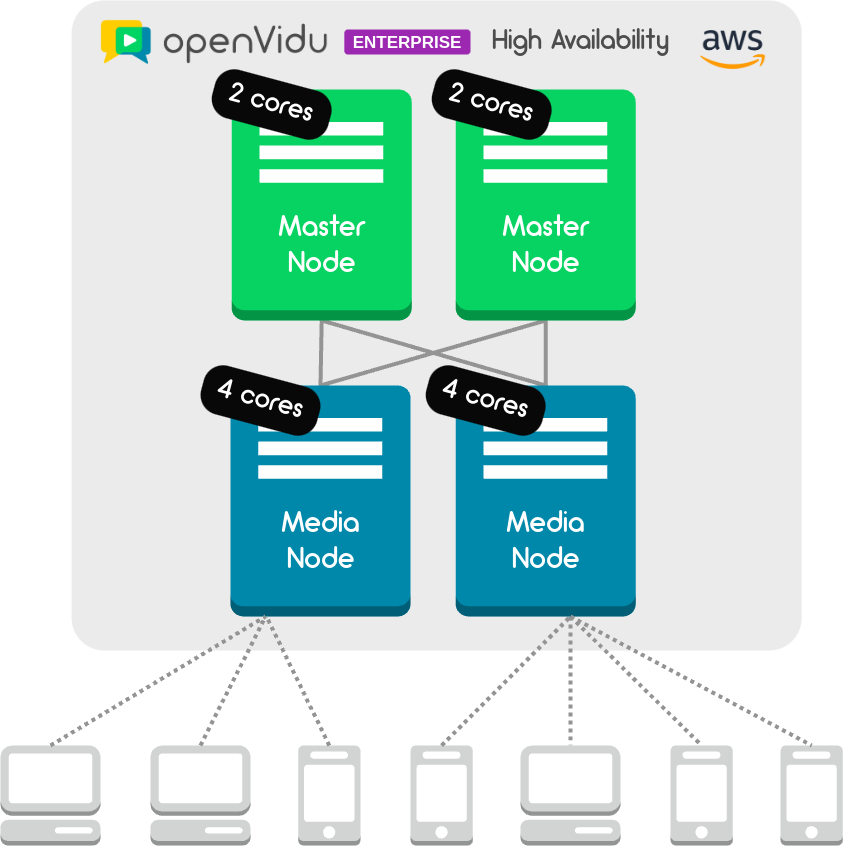 openVidu ENTERPRISE High Availability aws
2 cores 2 cores
Master Master
Node Node
4 cores 4 cores
Media Media
Node Node